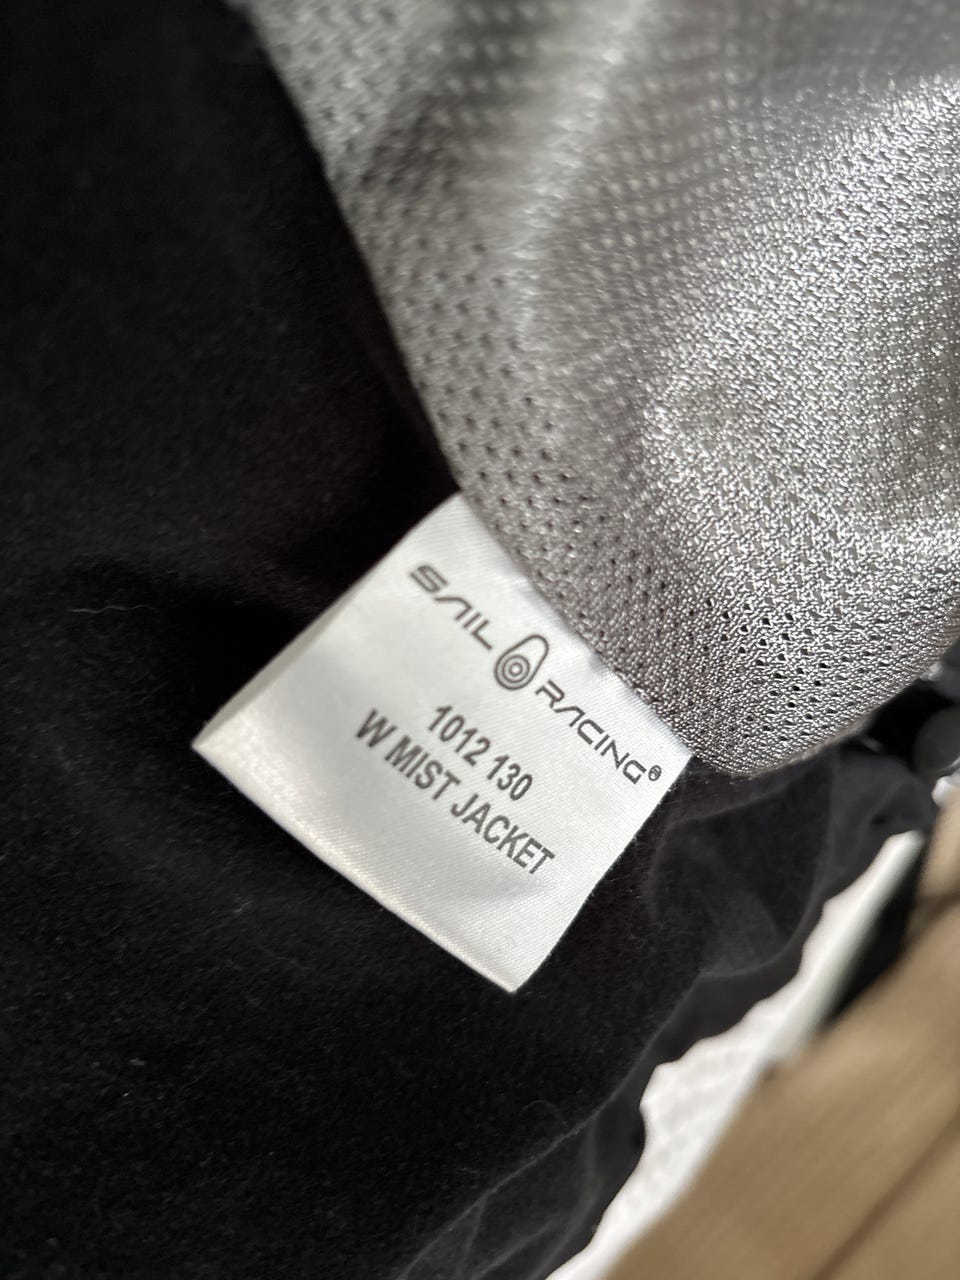 SAIL RACING®
1012 130
W MIST JACKET